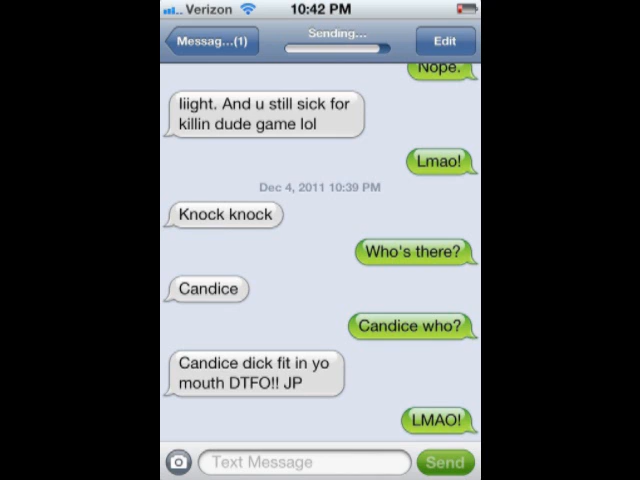 Verizon 10:42 PM
Messag...(1) Sending... Edit
Nope.
Iiight. And u still sick for
killin dude game lol
Lmao!
Dec 4, 2011 10:39 PM
Knock knock
Who's there?
Candice
Candice who?
Candice dick fit in yo
mouth DTFO!! JP
LMAO!
Text Message Send